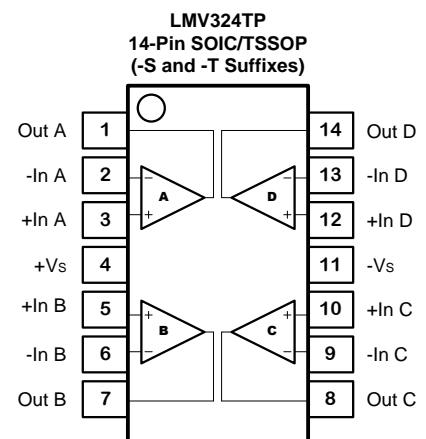 LMV324TP
14-Pin SOIC/TSSOP
(-S and -T Suffixes)
Out A 1 14 Out D
-In A 2 − − 13 -In D
A D
+In A 3 + + 12 +In D
+Vs 4 11 -Vs
+In B 5 + + 10 +In C
B C
-In B 6 − − 9 -In C
Out B 7 8 Out C